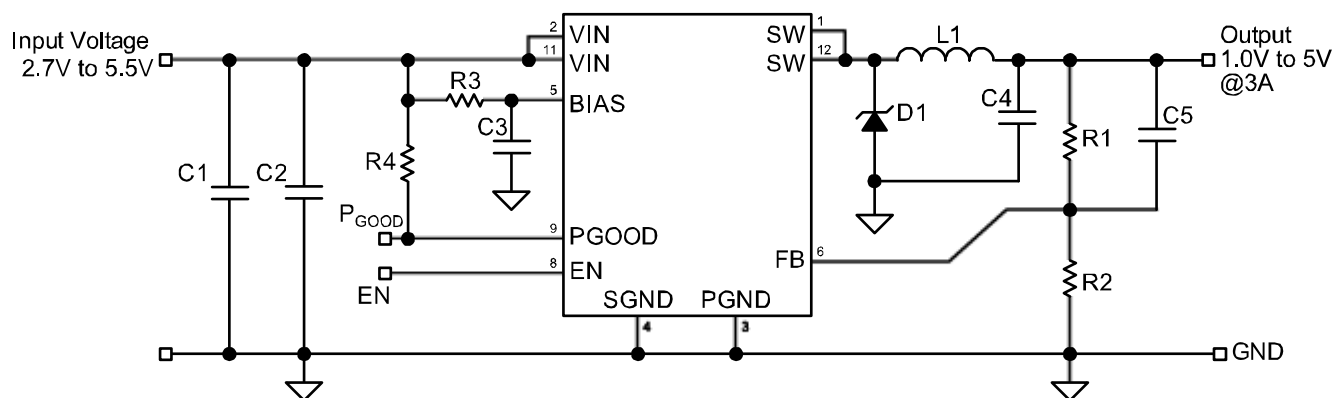 Input Voltage
2.7V to 5.5V
2
VIN
11
VIN
R3
5
BIAS
C3
R4
C1
C2
PGOOD
9
PGOOD
8
EN
EN
SGND
PGND
4
3
1
SW
12
SW
6
FB
L1
D1
C4
R1
C5
R2
Output
1.0V to 5V
@3A
GND